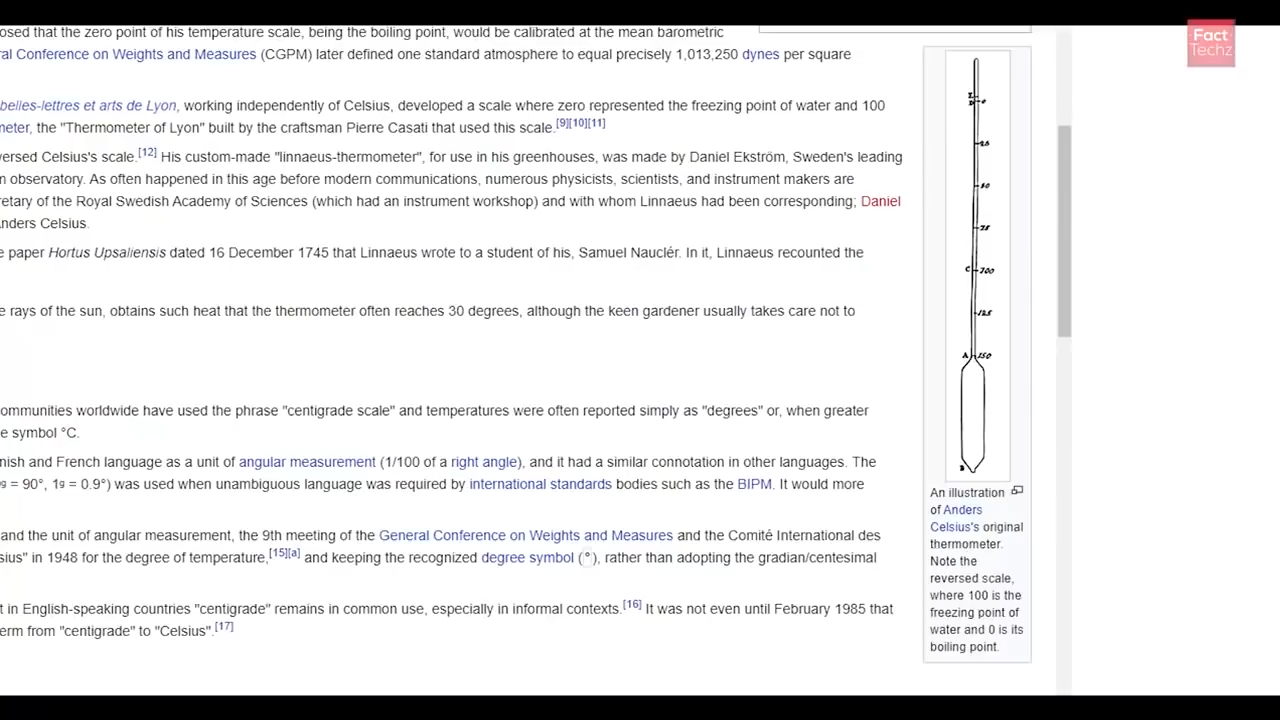 osed that the zero point of his temperature scale, being the boiling point, would be calibrated at the mean barometric
al Conference on Weights and Measures (CGPM) later defined one standard atmosphere to equal precisely 1,013,250 dynes per square
belles-lettres et arts de Lyon, working independently of Celsius, developed a scale where zero represented the freezing point of water and 100
meter, the "Thermometer of Lyon" built by the craftsman Pierre Casati that used this scale.[9][10][11]
versed Celsius's scale.[12] His custom-made "linnaeus-thermometer", for use in his greenhouses, was made by Daniel Ekström, Sweden's leading
n observatory. As often happened in this age before modern communications, numerous physicists, scientists, and instrument makers are
retary of the Royal Swedish Academy of Sciences (which had an instrument workshop) and with whom Linnaeus had been corresponding; Daniel
nders Celsius.
e paper Hortus Upsaliensis dated 16 December 1745 that Linnaeus wrote to a student of his, Samuel Nauclér. In it, Linnaeus recounted the
e rays of the sun, obtains such heat that the thermometer often reaches 30 degrees, although the keen gardener usually takes care not to
ommunities worldwide have used the phrase "centigrade scale" and temperatures were often reported simply as "degrees" or, when greater
e symbol °C.
nish and French language as a unit of angular measurement (1/100 of a right angle), and it had a similar connotation in other languages. The
g = 90°, 1g = 0.9°) was used when unambiguous language was required by international standards bodies such as the BIPM. It would more
and the unit of angular measurement, the 9th meeting of the General Conference on Weights and Measures and the Comité International des
sius" in 1948 for the degree of temperature,[15][a] and keeping the recognized degree symbol (°), rather than adopting the gradian/centesimal
t in English-speaking countries "centigrade" remains in common use, especially in informal contexts.[16] It was not even until February 1985 that
erm from "centigrade" to "Celsius".[17]
0
25
50
75
C 100
125
A 150
B
An illustration
of Anders
Celsius's original
thermometer.
Note the
reversed scale,
where 100 is the
freezing point of
water and 0 is its
boiling point.
Fact
Techz